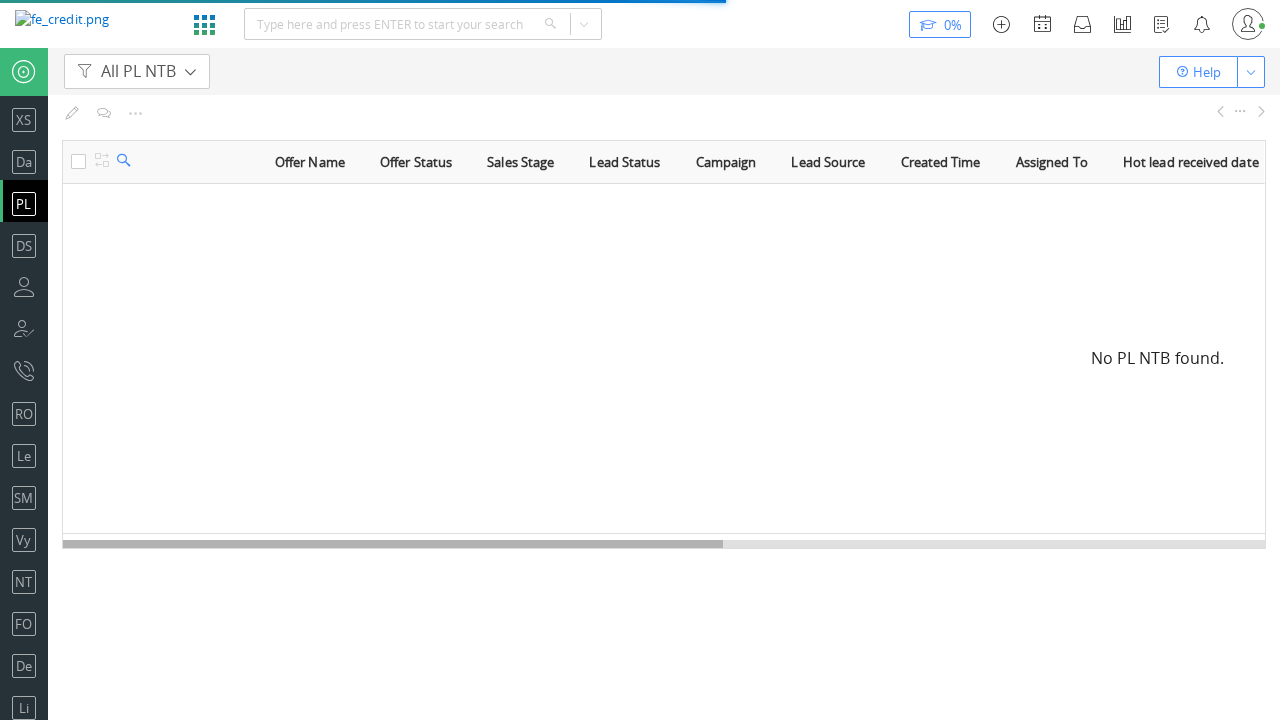 fe_credit.png
Type here and press ENTER to start your search
0%
All PL NTB
Help
XS
Da
PL
DS
RO
Le
SM
Vy
NT
FO
De
Li
Offer Name Offer Status Sales Stage Lead Status Campaign Lead Source Created Time Assigned To Hot lead received date
No PL NTB found.